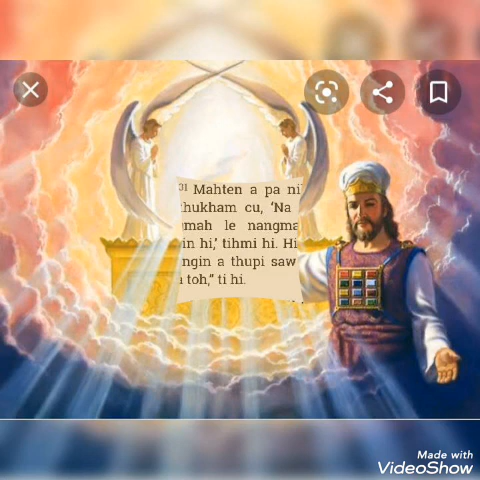 31 Mahten a pa ni
thukham cu, ‘Na
mah le nangma
in hi,’ tihmi hi. Hi
ngin a thupi saw
toh,” ti hi.
Made with
VideoShow